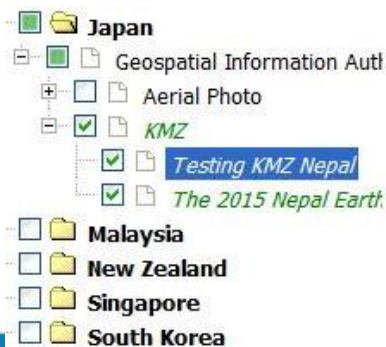 Japan
Geospatial Information Auth
Aerial Photo
KMZ
Testing KMZ Nepal
The 2015 Nepal Earth
Malaysia
New Zealand
Singapore
South Korea